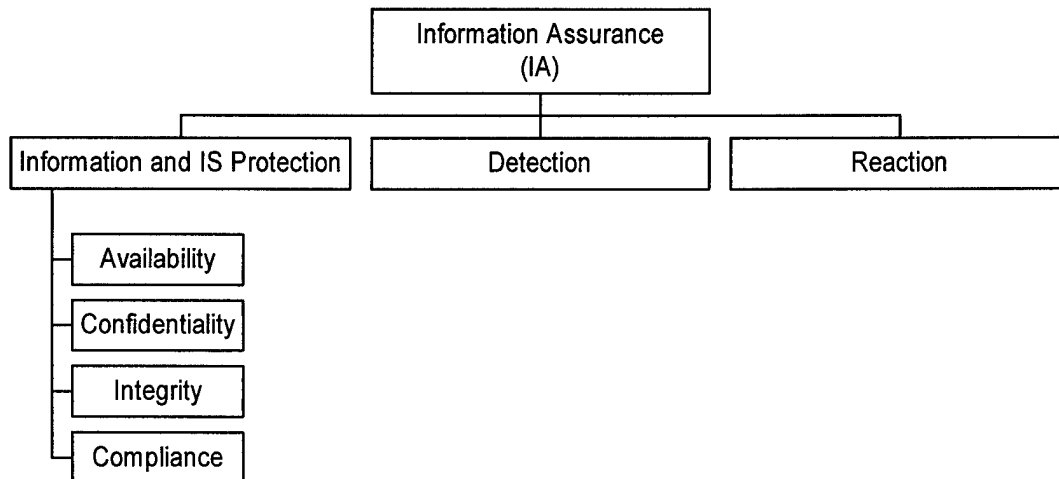 Information Assurance
(IA)
Information and IS Protection
Detection
Reaction
Availability
Confidentiality
Integrity
Compliance